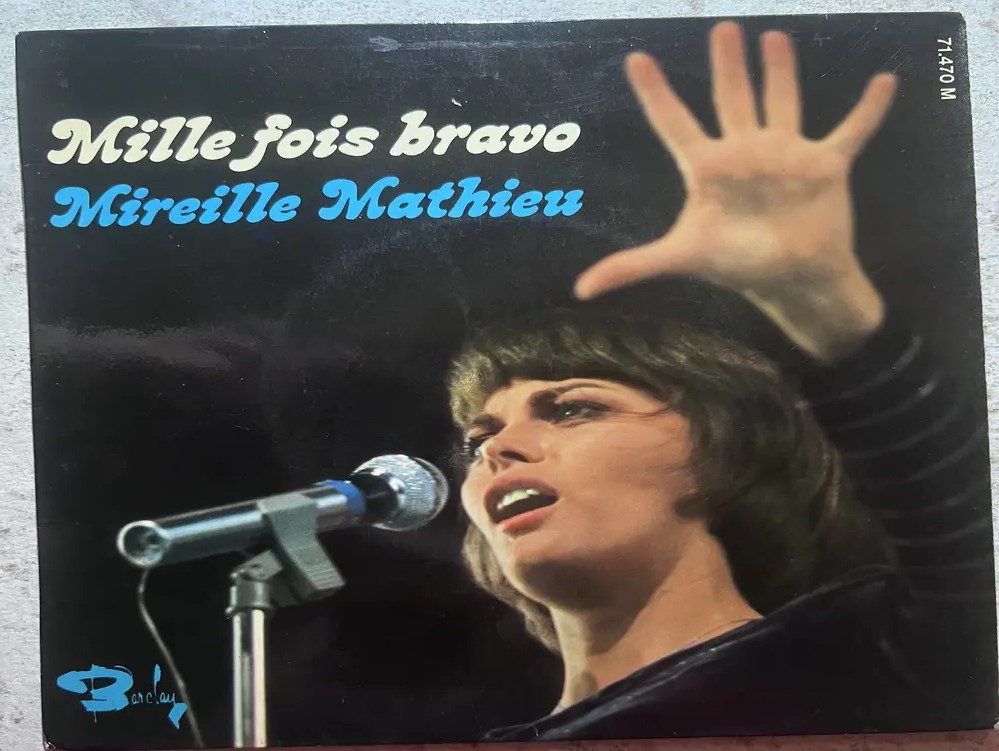 Mille fois bravo
Mireille Mathieu
71.470 M
Barclay